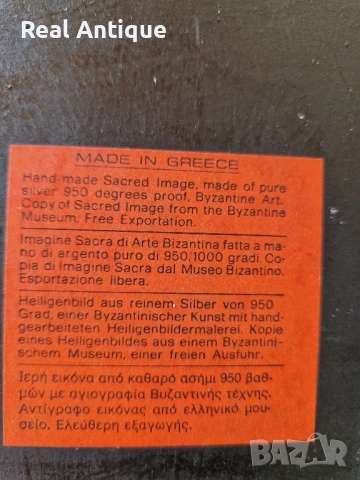 Real Antique
MADE IN GREECE
Hand-made Sacred Image, made of pure
silver 950 degrees proof, Byzantine Art.
Copy of Sacred Image from the Byzantine
Museum, Free Exportation.
Imagine Sacra di Arte Bizantina fatta a ma-
no di argento puro di 950/1000 gradi. Co-
pia di Imagine Sacra dal Museo Bizantino.
Esportazione libera.
Heiligenbild aus reinem Silber von 950
Grad, einer Byzantinischer Kunst mit hand-
gearbeiteten Heiligenbildermalerei. Kopie
eines Heiligenbildes aus einem Byzantini-
schem Museum, einer freien Ausfuhr.
Ἱερή εικόνα από καθαρό ασήμι 950 βαθ-
μών με αγιογραφία Βυζαντινής τέχνης.
Αντίγραφο εικόνας από ελληνικό μου-
σείο. Ελεύθερη εξαγωγής.
BAZAR